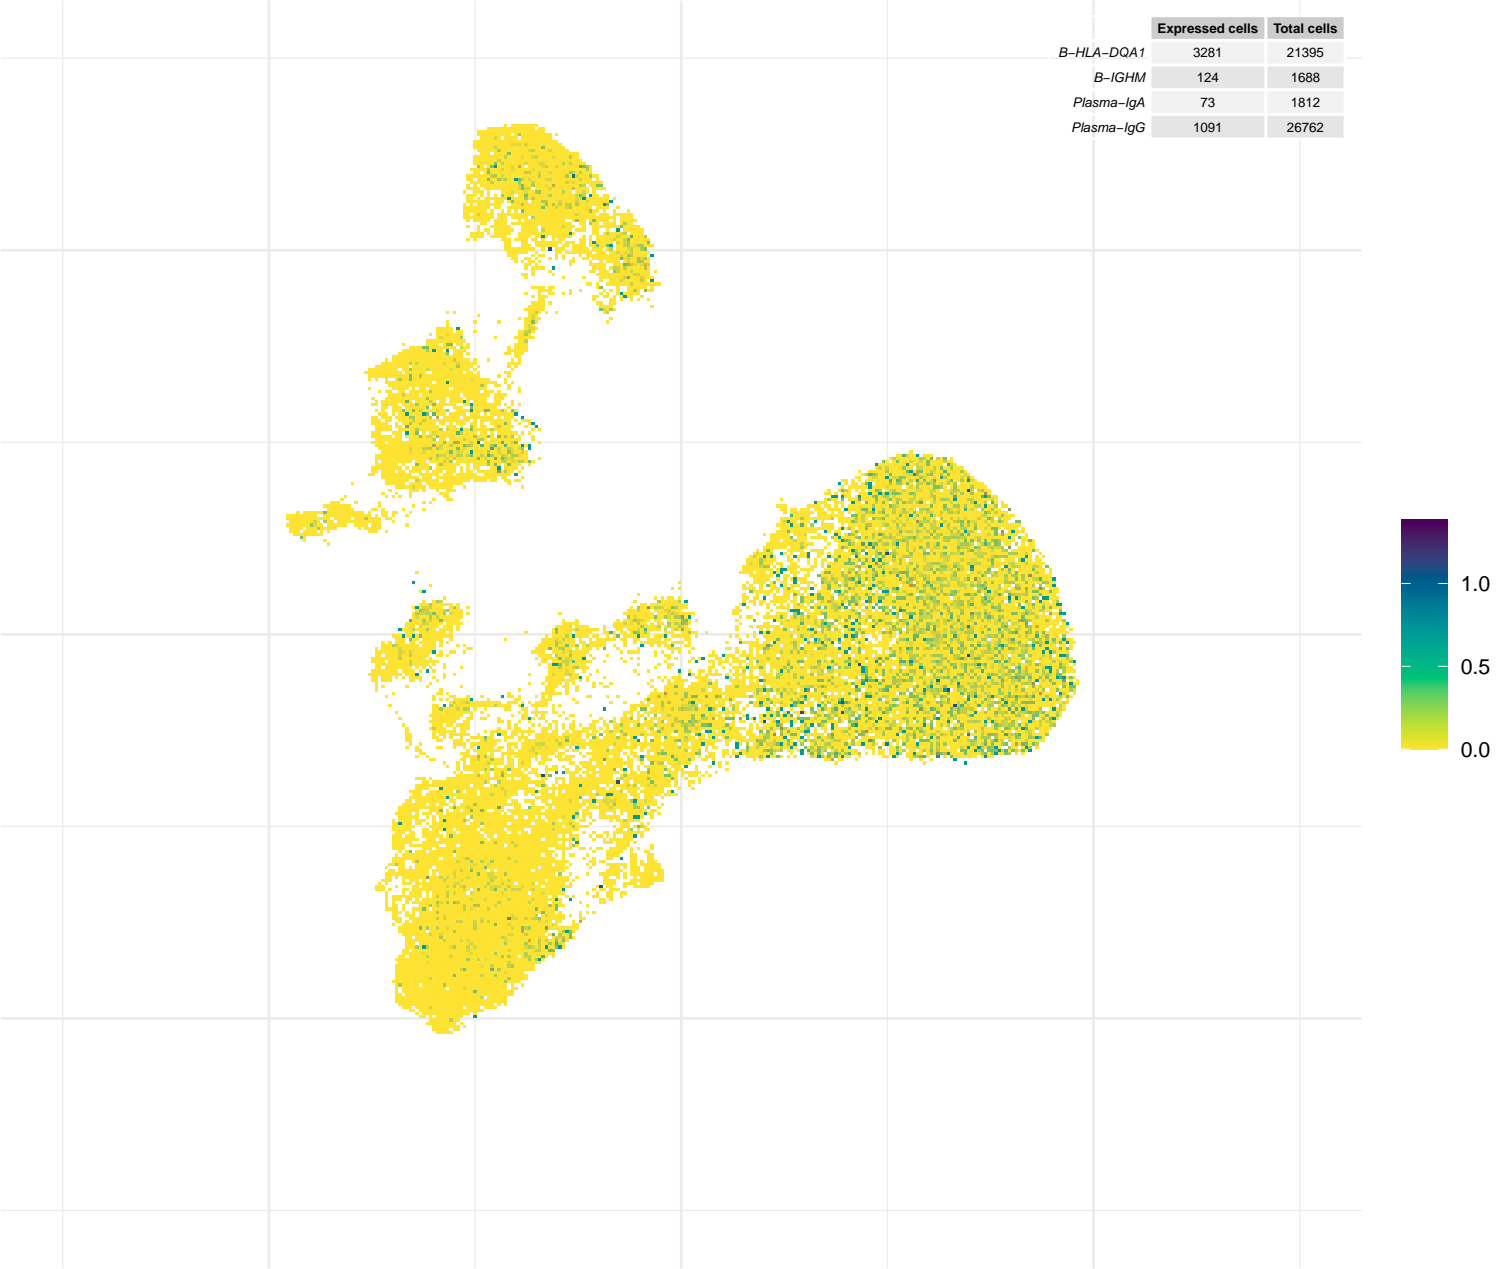 Expressed cells Total cells
B−HLA−DQA1 3281 21395
B−IGHM 124 1688
Plasma−IgA 73 1812
Plasma−IgG 1091 26762
1.0
0.5
0.0